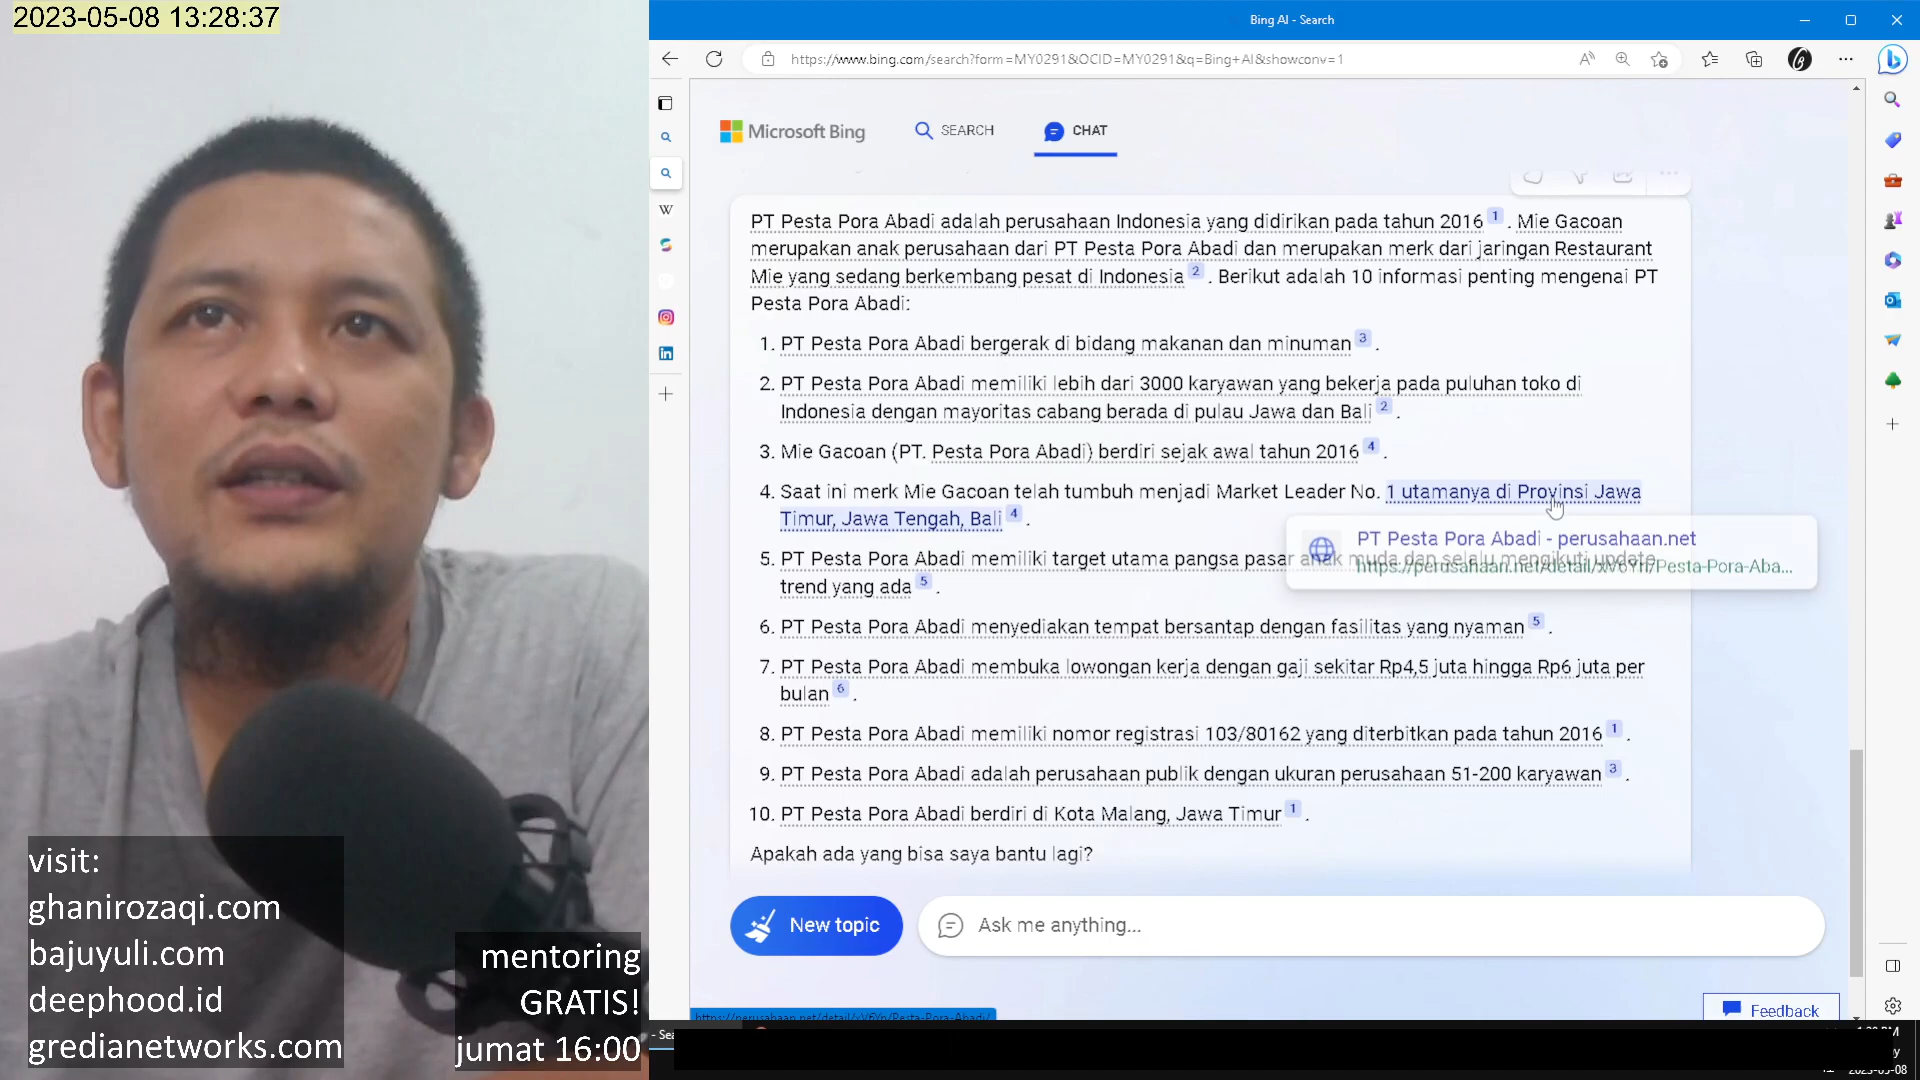 2023-05-08 13:28:37
Bing AI - Search
https://www.bing.com/search?form=MY0291&OCID=MY0291&q=Bing+AI&showconv=1
Microsoft Bing
SEARCH
CHAT
PT Pesta Pora Abadi adalah perusahaan Indonesia yang didirikan pada tahun 2016 1 . Mie Gacoan
merupakan anak perusahaan dari PT Pesta Pora Abadi dan merupakan merk dari jaringan Restaurant
Mie yang sedang berkembang pesat di Indonesia 2 . Berikut adalah 10 informasi penting mengenai PT
Pesta Pora Abadi:
1. PT Pesta Pora Abadi bergerak di bidang makanan dan minuman 3 .
2. PT Pesta Pora Abadi memiliki lebih dari 3000 karyawan yang bekerja pada puluhan toko di
Indonesia dengan mayoritas cabang berada di pulau Jawa dan Bali 2 .
3. Mie Gacoan (PT. Pesta Pora Abadi) berdiri sejak awal tahun 2016 4 .
4. Saat ini merk Mie Gacoan telah tumbuh menjadi Market Leader No. 1 utamanya di Provinsi Jawa
Timur, Jawa Tengah, Bali 4 .
PT Pesta Pora Abadi - perusahaan.net
5. PT Pesta Pora Abadi memiliki target utama pangsa pasar anak muda dan selalu mengikuti update
trend yang ada 5 .
6. PT Pesta Pora Abadi menyediakan tempat bersantap dengan fasilitas yang nyaman 5 .
7. PT Pesta Pora Abadi membuka lowongan kerja dengan gaji sekitar Rp4,5 juta hingga Rp6 juta per
bulan 6 .
8. PT Pesta Pora Abadi memiliki nomor registrasi 103/80162 yang diterbitkan pada tahun 2016 1 .
9. PT Pesta Pora Abadi adalah perusahaan publik dengan ukuran perusahaan 51-200 karyawan 3 .
10. PT Pesta Pora Abadi berdiri di Kota Malang, Jawa Timur 1 .
Apakah ada yang bisa saya bantu lagi?
New topic
Ask me anything...
Feedback
visit:
ghanirozaqi.com
bajuyuli.com
deephood.id
gredianetworks.com
mentoring
GRATIS!
jumat 16:00